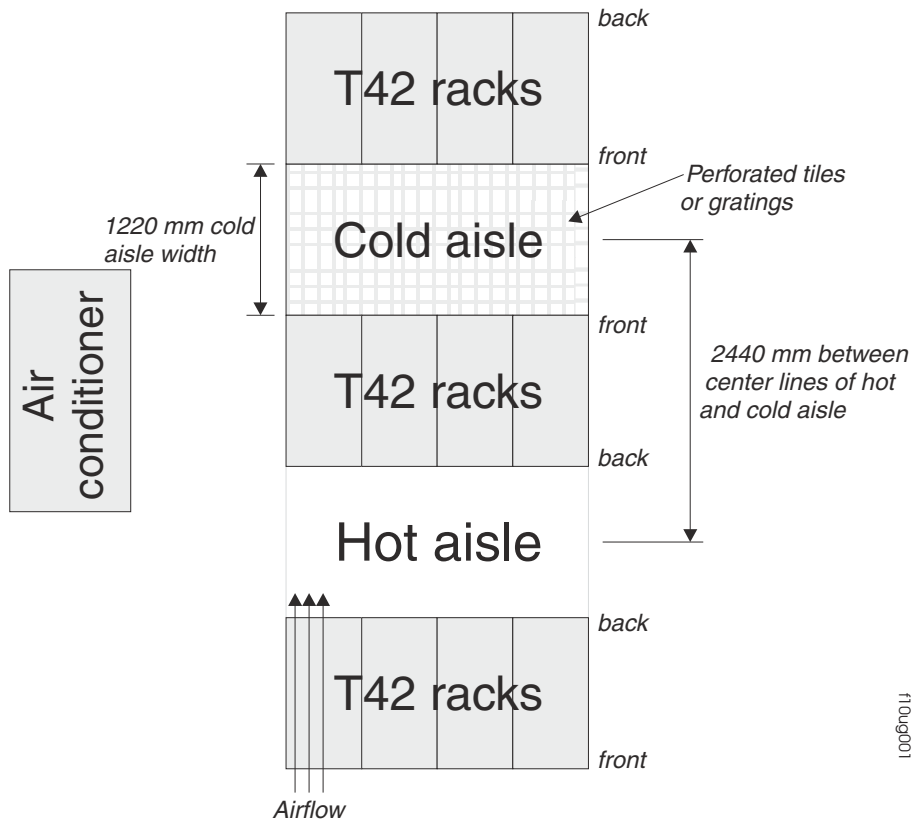 back
T42 racks
front
Perforated tiles
or gratings
1220 mm cold
aisle width
Cold aisle
front
Air
conditioner
2440 mm between
center lines of hot
and cold aisle
T42 racks
back
Hot aisle
back
T42 racks
front
Airflow
f10ug001